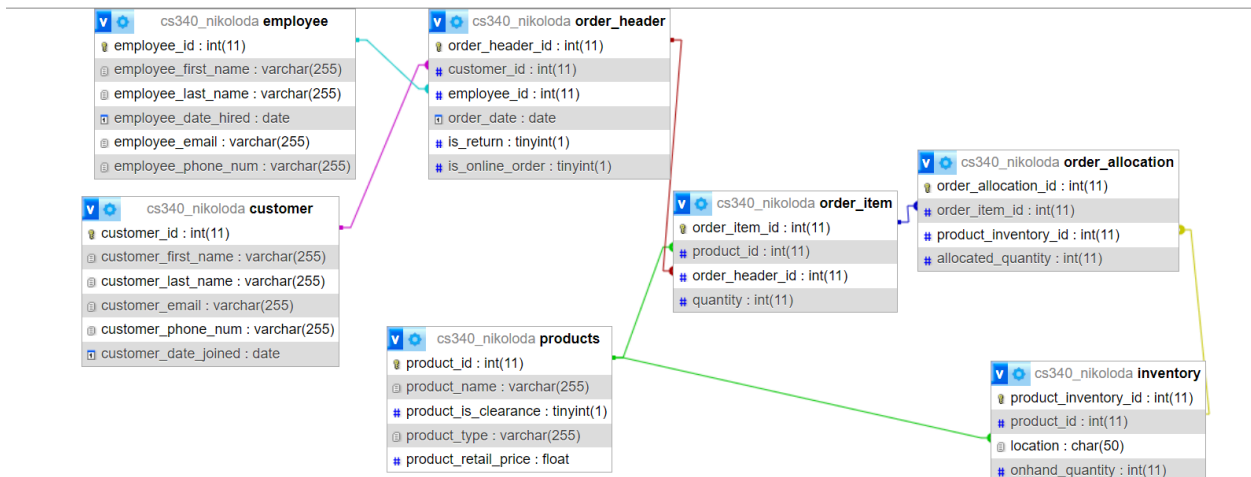 cs340_nikoloda employee
employee_id : int(11)
employee_first_name : varchar(255)
employee_last_name : varchar(255)
employee_date_hired : date
employee_email : varchar(255)
employee_phone_num : varchar(255)
cs340_nikoloda order_header
order_header_id : int(11)
customer_id : int(11)
employee_id : int(11)
order_date : date
is_return : tinyint(1)
is_online_order : tinyint(1)
cs340_nikoloda customer
customer_id : int(11)
customer_first_name : varchar(255)
customer_last_name : varchar(255)
customer_email : varchar(255)
customer_phone_num : varchar(255)
customer_date_joined : date
cs340_nikoloda order_item
order_item_id : int(11)
product_id : int(11)
order_header_id : int(11)
quantity : int(11)
cs340_nikoloda order_allocation
order_allocation_id : int(11)
order_item_id : int(11)
product_inventory_id : int(11)
allocated_quantity : int(11)
cs340_nikoloda products
product_id : int(11)
product_name : varchar(255)
product_is_clearance : tinyint(1)
product_type : varchar(255)
product_retail_price : float
cs340_nikoloda inventory
product_inventory_id : int(11)
product_id : int(11)
location : char(50)
onhand_quantity : int(11)